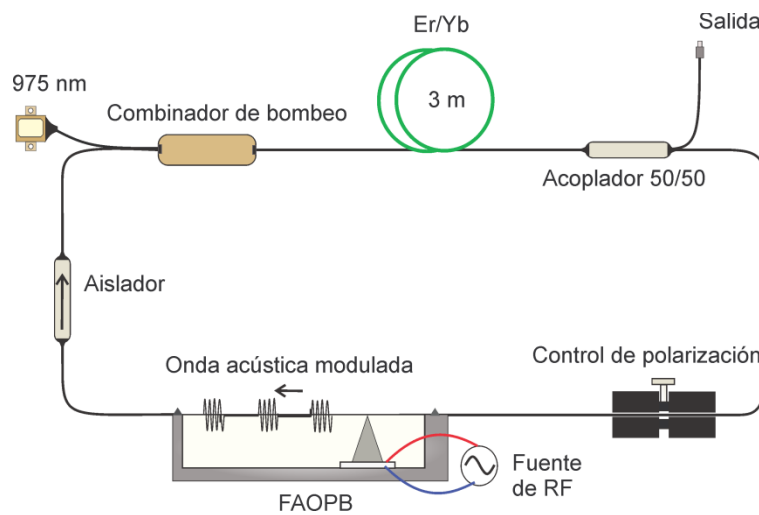 Er/Yb
Salida
975 nm
Combinador de bombeo
3 m
Acoplador 50/50
Aislador
Onda acústica modulada
Control de polarización
Fuente
de RF
FAOPB